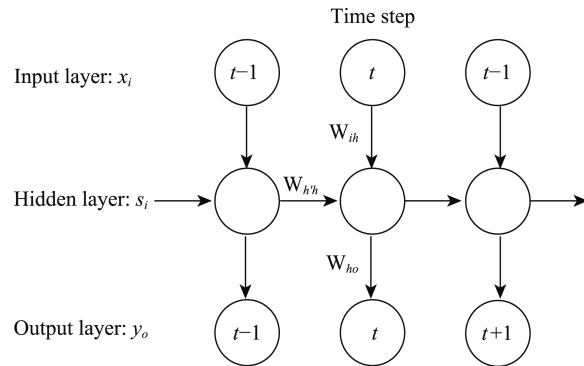 Time step
Input layer: xᵢ
t−1
t
t−1
Wᵢₕ
Hidden layer: sᵢ
Wₕ'ₕ
Wₕₒ
Output layer: yₒ
t−1
t
t+1